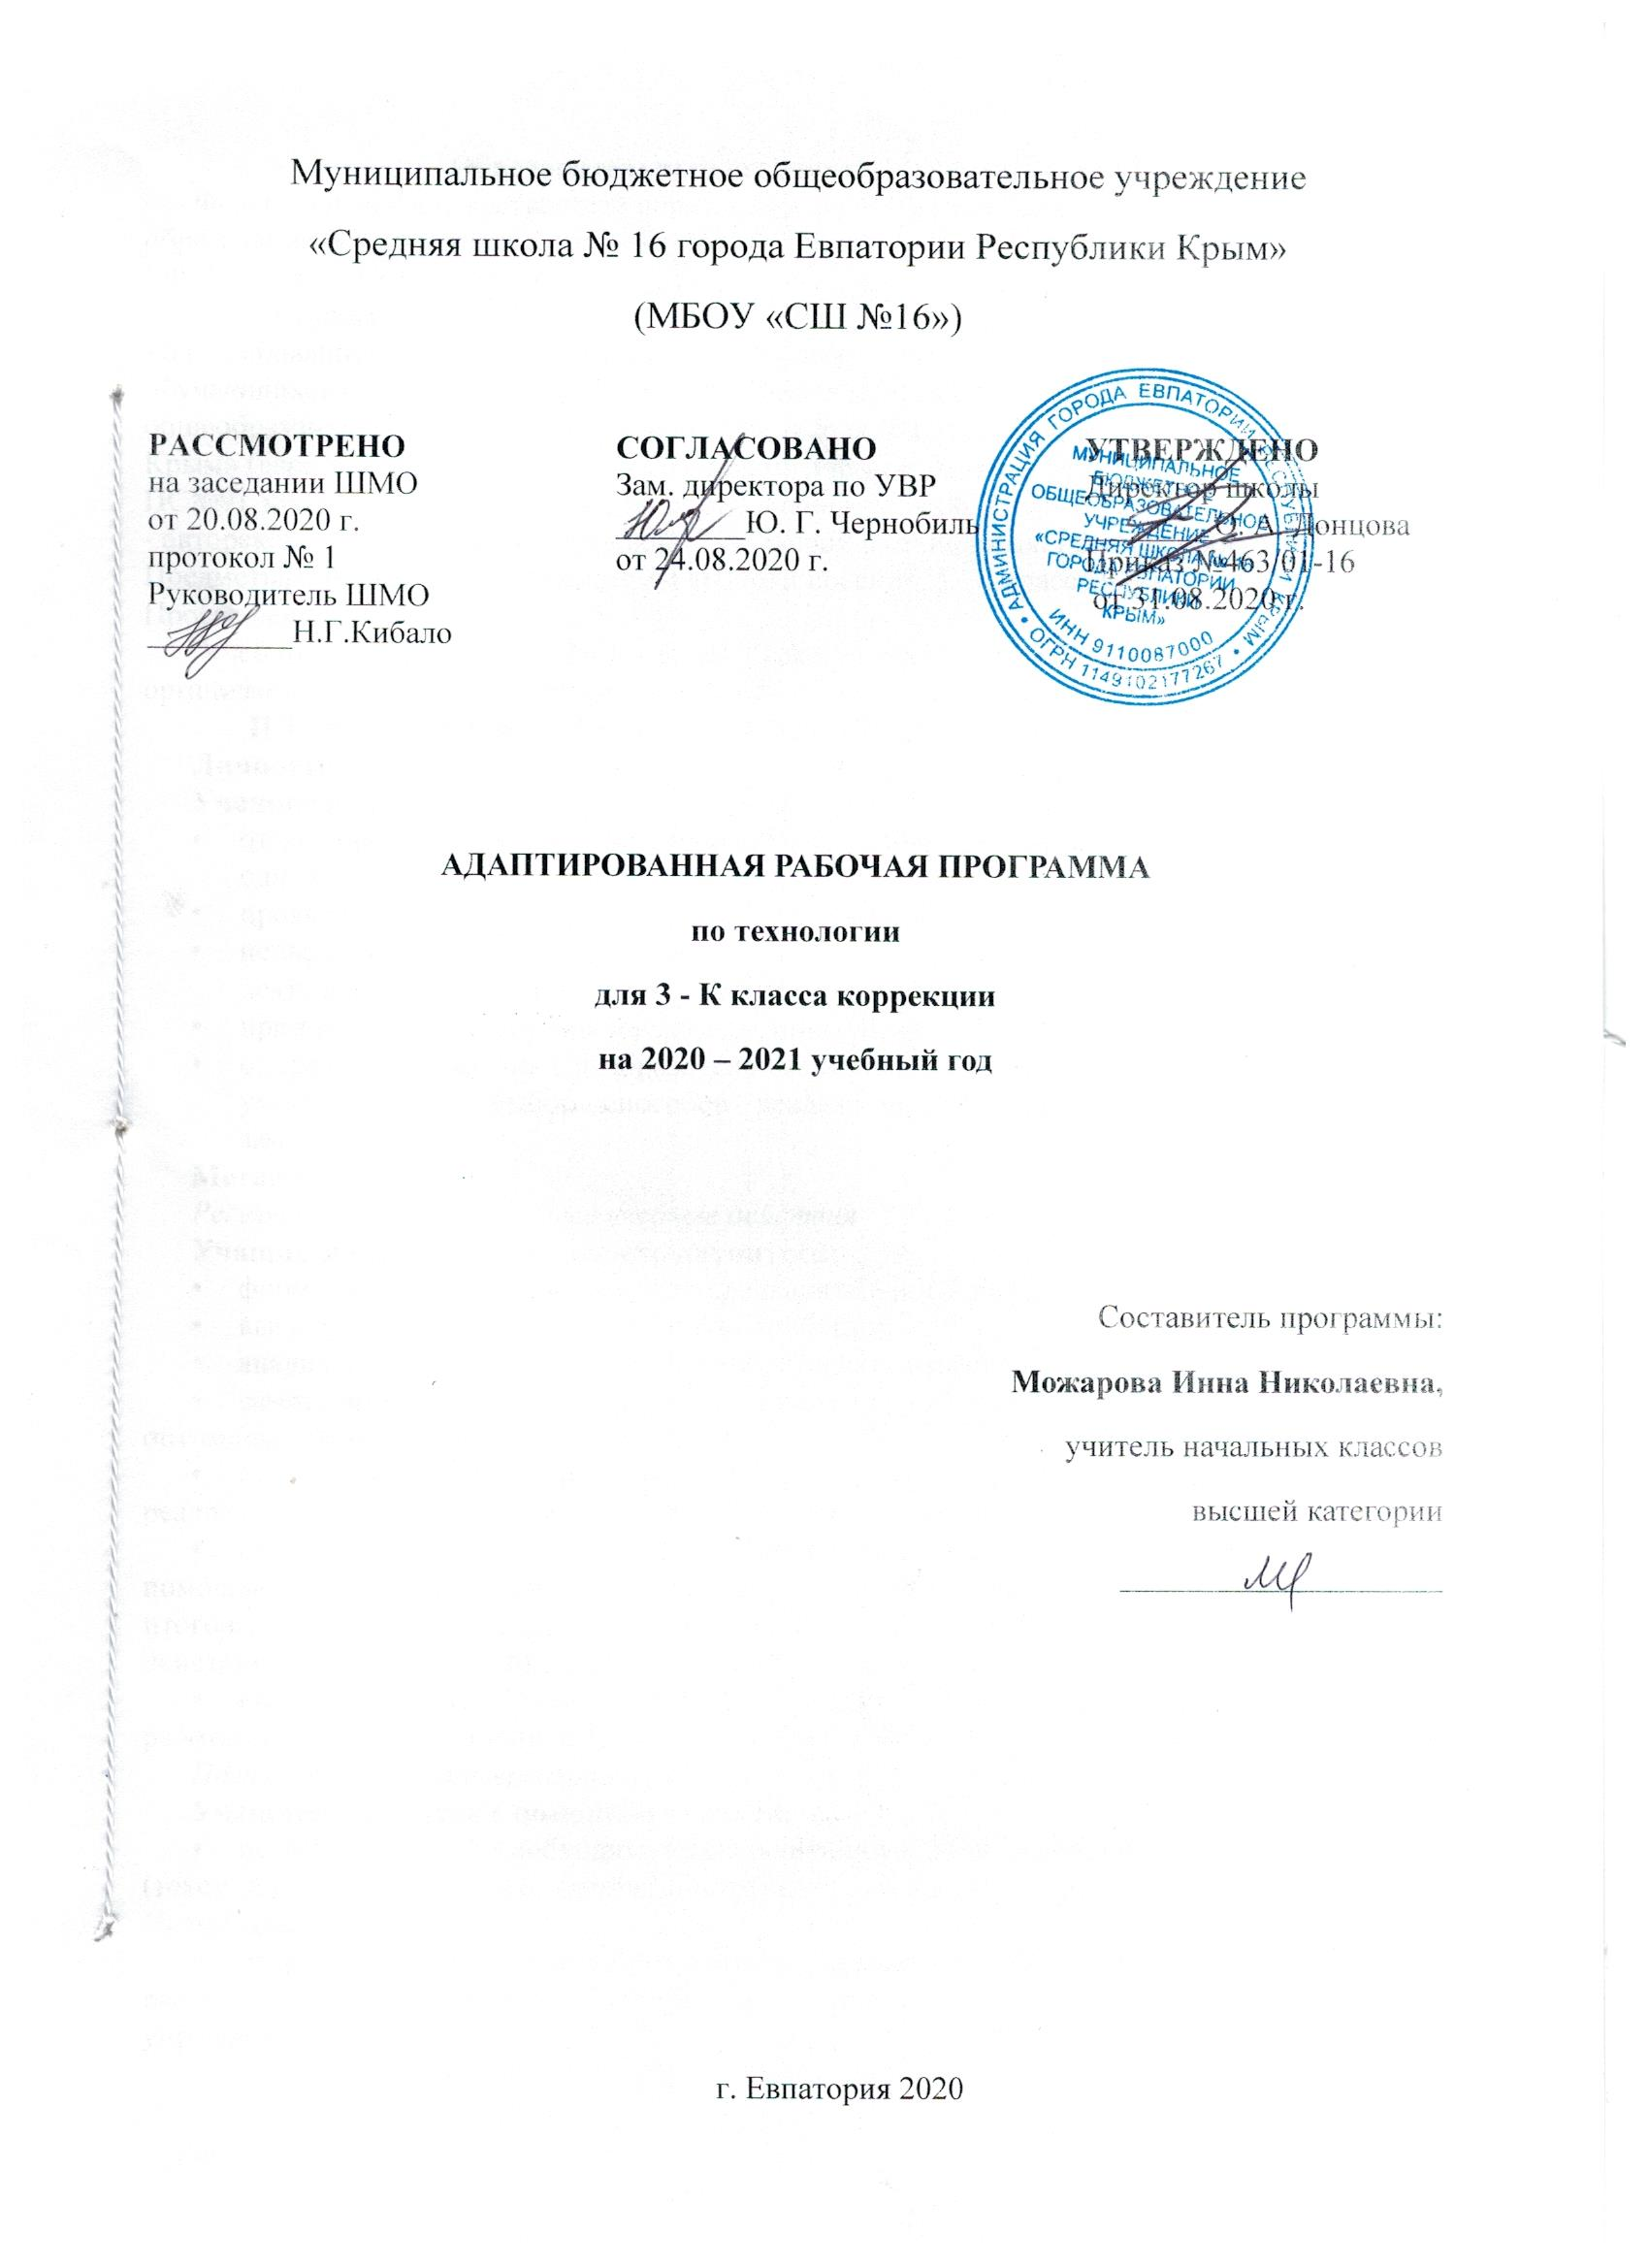 Муниципальное бюджетное общеобразовательное учреждение
«Средняя школа № 16 города Евпатории Республики Крым»
(МБОУ «СШ №16»)
РАССМОТРЕНО
на заседании ШМО
от 20.08.2020 г.
протокол № 1
Руководитель ШМО
Н.Г.Кибало
СОГЛАСОВАНО
Зам. директора по УВР
Ю. Г. Чернобиль
от 24.08.2020 г.
УТВЕРЖДЕНО
Директор школы
О. А. Донцова
Приказ №463/01-16
от 31.08.2020 г.
АДМИНИСТРАЦИЯ ГОРОДА ЕВПАТОРИИ РЕСПУБЛИКИ КРЫМ
ОГРН 1149102177267
МУНИЦИПАЛЬНОЕ
БЮДЖЕТНОЕ
ОБЩЕОБРАЗОВАТЕЛЬНОЕ
УЧРЕЖДЕНИЕ
«СРЕДНЯЯ ШКОЛА № 16
ГОРОДА ЕВПАТОРИИ
РЕСПУБЛИКИ
КРЫМ»
ИНН 9110087000
АДАПТИРОВАННАЯ РАБОЧАЯ ПРОГРАММА
по технологии
для 3 - К класса коррекции
на 2020 – 2021 учебный год
Составитель программы:
Можарова Инна Николаевна,
учитель начальных классов
высшей категории
г. Евпатория 2020